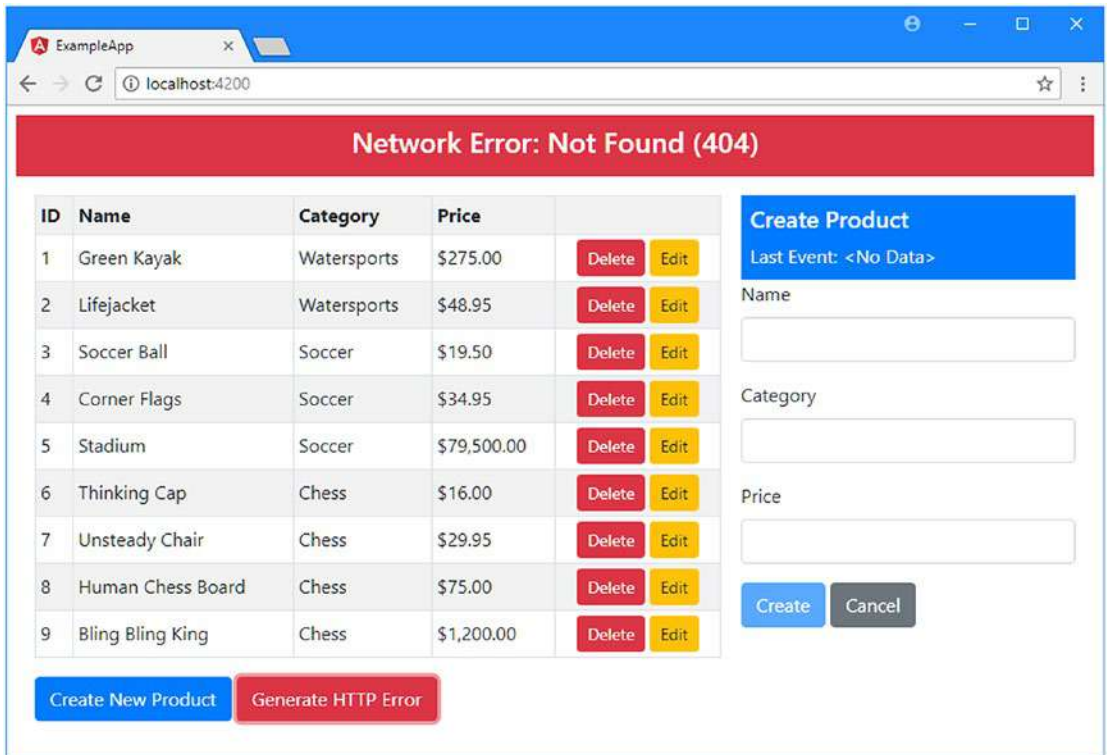 ExampleApp
localhost:4200
Network Error: Not Found (404)
ID Name Category Price
1 Green Kayak Watersports $275.00 Delete Edit
2 Lifejacket Watersports $48.95 Delete Edit
3 Soccer Ball Soccer $19.50 Delete Edit
4 Corner Flags Soccer $34.95 Delete Edit
5 Stadium Soccer $79,500.00 Delete Edit
6 Thinking Cap Chess $16.00 Delete Edit
7 Unsteady Chair Chess $29.95 Delete Edit
8 Human Chess Board Chess $75.00 Delete Edit
9 Bling Bling King Chess $1,200.00 Delete Edit
Create New Product Generate HTTP Error
Create Product
Last Event: <No Data>
Name
Category
Price
Create Cancel